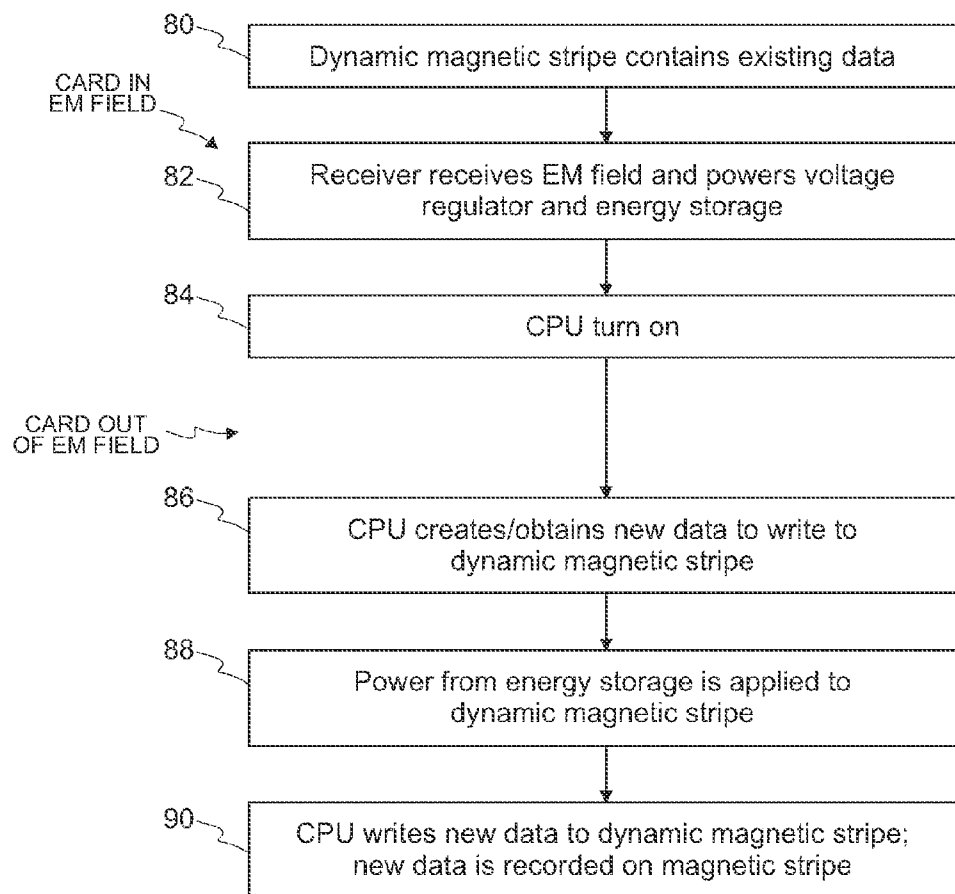 80
Dynamic magnetic stripe contains existing data
CARD IN
EM FIELD
82
Receiver receives EM field and powers voltage
regulator and energy storage
84
CPU turn on
CARD OUT
OF EM FIELD
86
CPU creates/obtains new data to write to
dynamic magnetic stripe
88
Power from energy storage is applied to
dynamic magnetic stripe
90
CPU writes new data to dynamic magnetic stripe;
new data is recorded on magnetic stripe